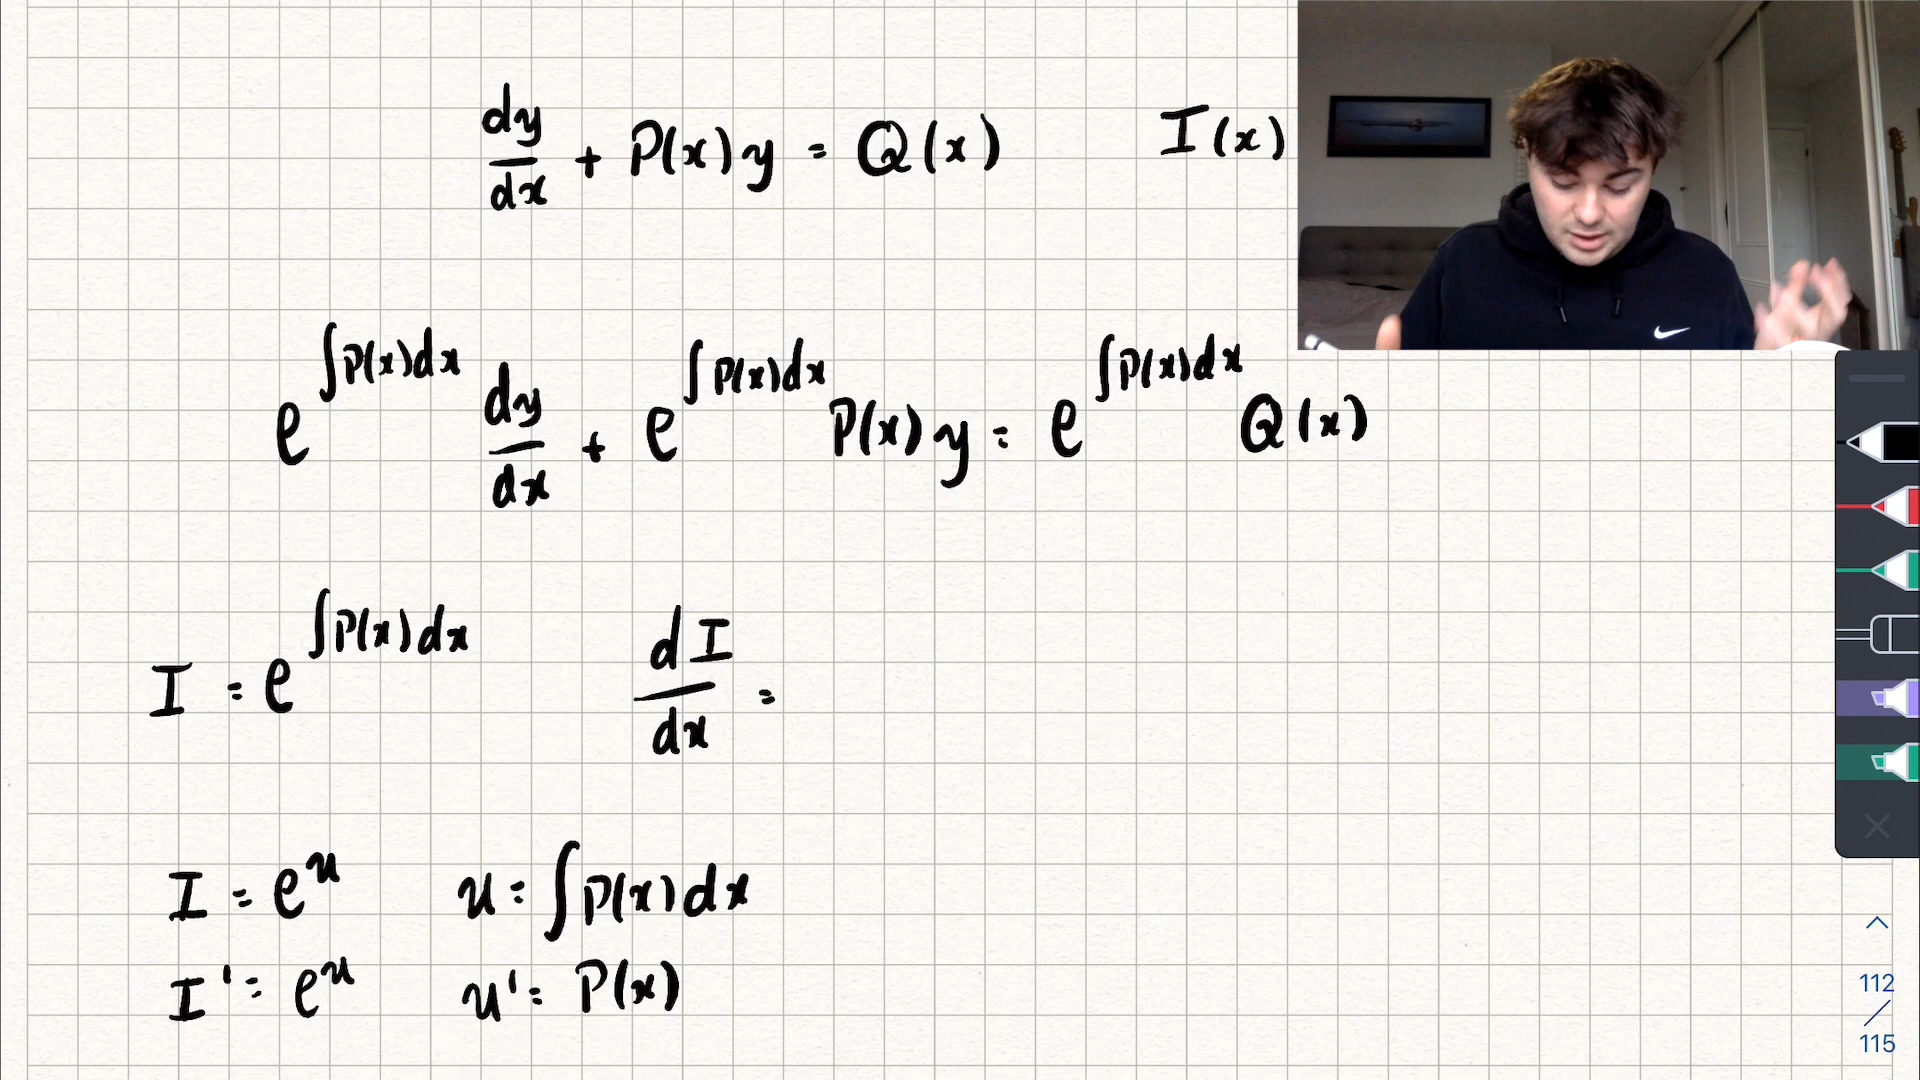 dy/dx + P(x)y = Q(x) I(x)
e^∫P(x)dx dy/dx + e^∫P(x)dx P(x)y = e^∫P(x)dx Q(x)
I = e^∫P(x)dx dI/dx =
I = e^u u = ∫P(x)dx
I' = e^u u' = P(x)
112
/
115